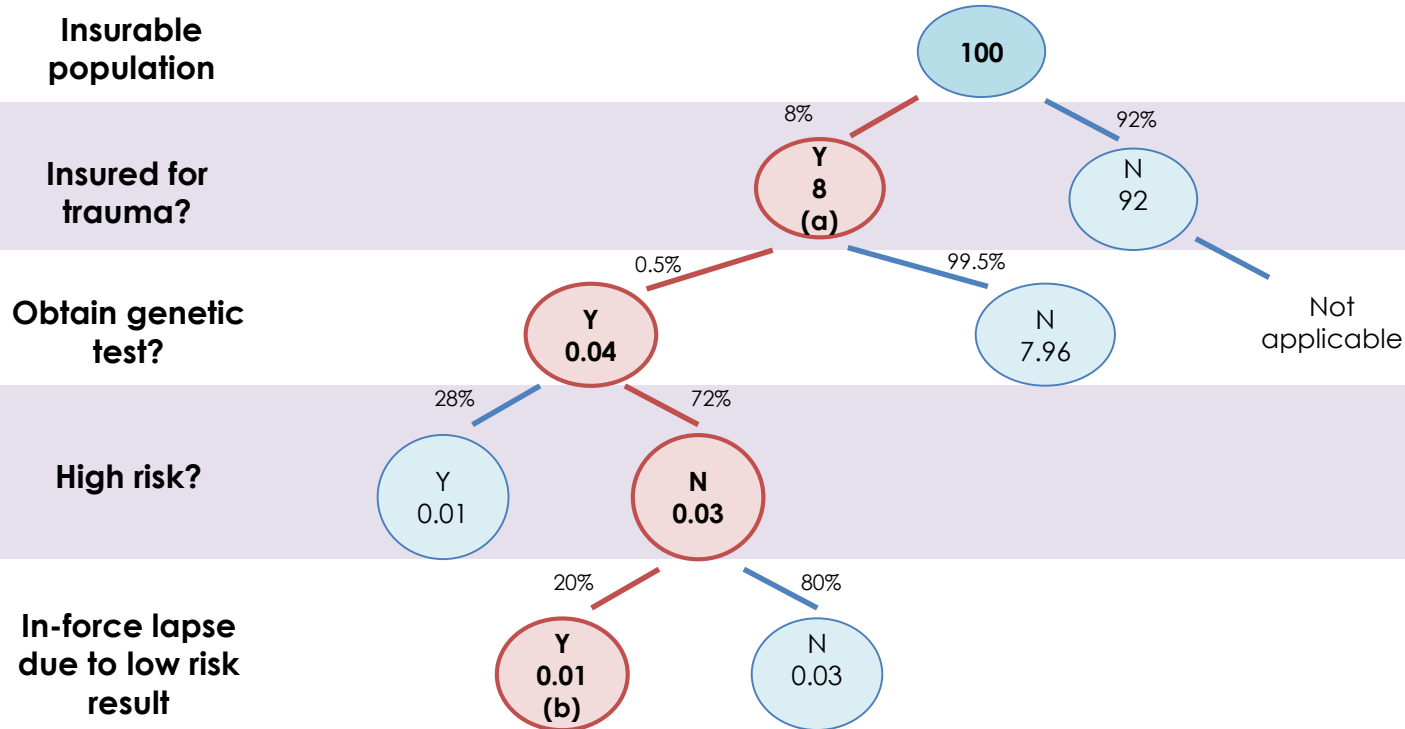 Insurable
population
100
8%
92%
Insured for
trauma?
Y
8
(a)
N
92
0.5%
99.5%
Obtain genetic
test?
Y
0.04
N
7.96
Not
applicable
28%
72%
High risk?
Y
0.01
N
0.03
20%
80%
In-force lapse
due to low risk
result
Y
0.01
(b)
N
0.03